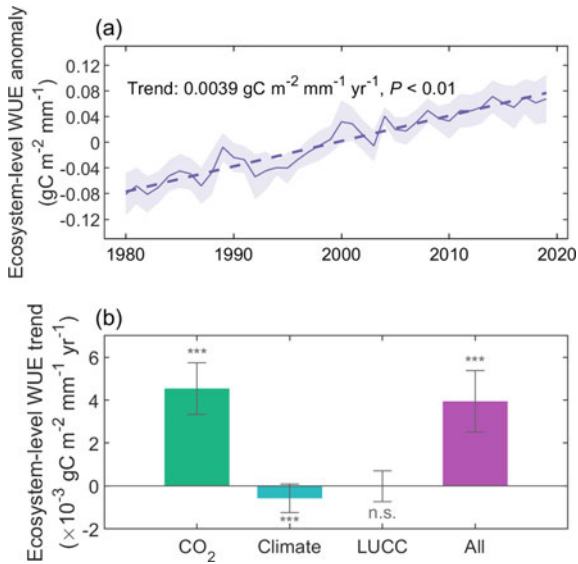 (a)
Ecosystem-level WUE anomaly
(gC m⁻² mm⁻¹)
Trend: 0.0039 gC m⁻² mm⁻¹ yr⁻¹, P < 0.01
0.12
0.08
0.04
0
-0.04
-0.08
-0.12
1980 1990 2000 2010 2020
(b)
Ecosystem-level WUE trend
(×10⁻³ gC m⁻² mm⁻¹ yr⁻¹)
6
4
2
0
-2
***
***
***
n.s.
CO₂ Climate LUCC All